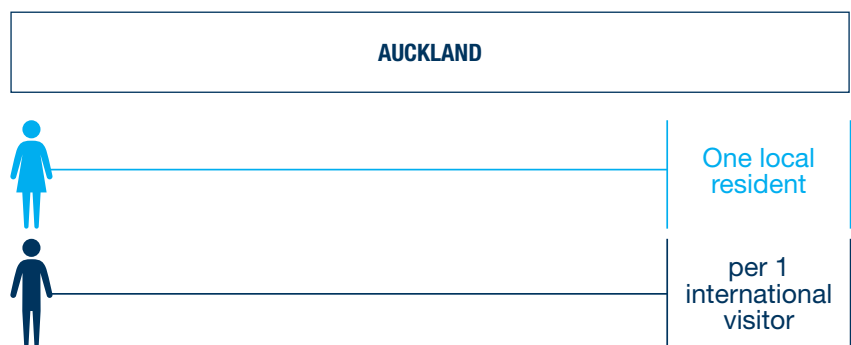 AUCKLAND
One local
resident
per 1
international
visitor